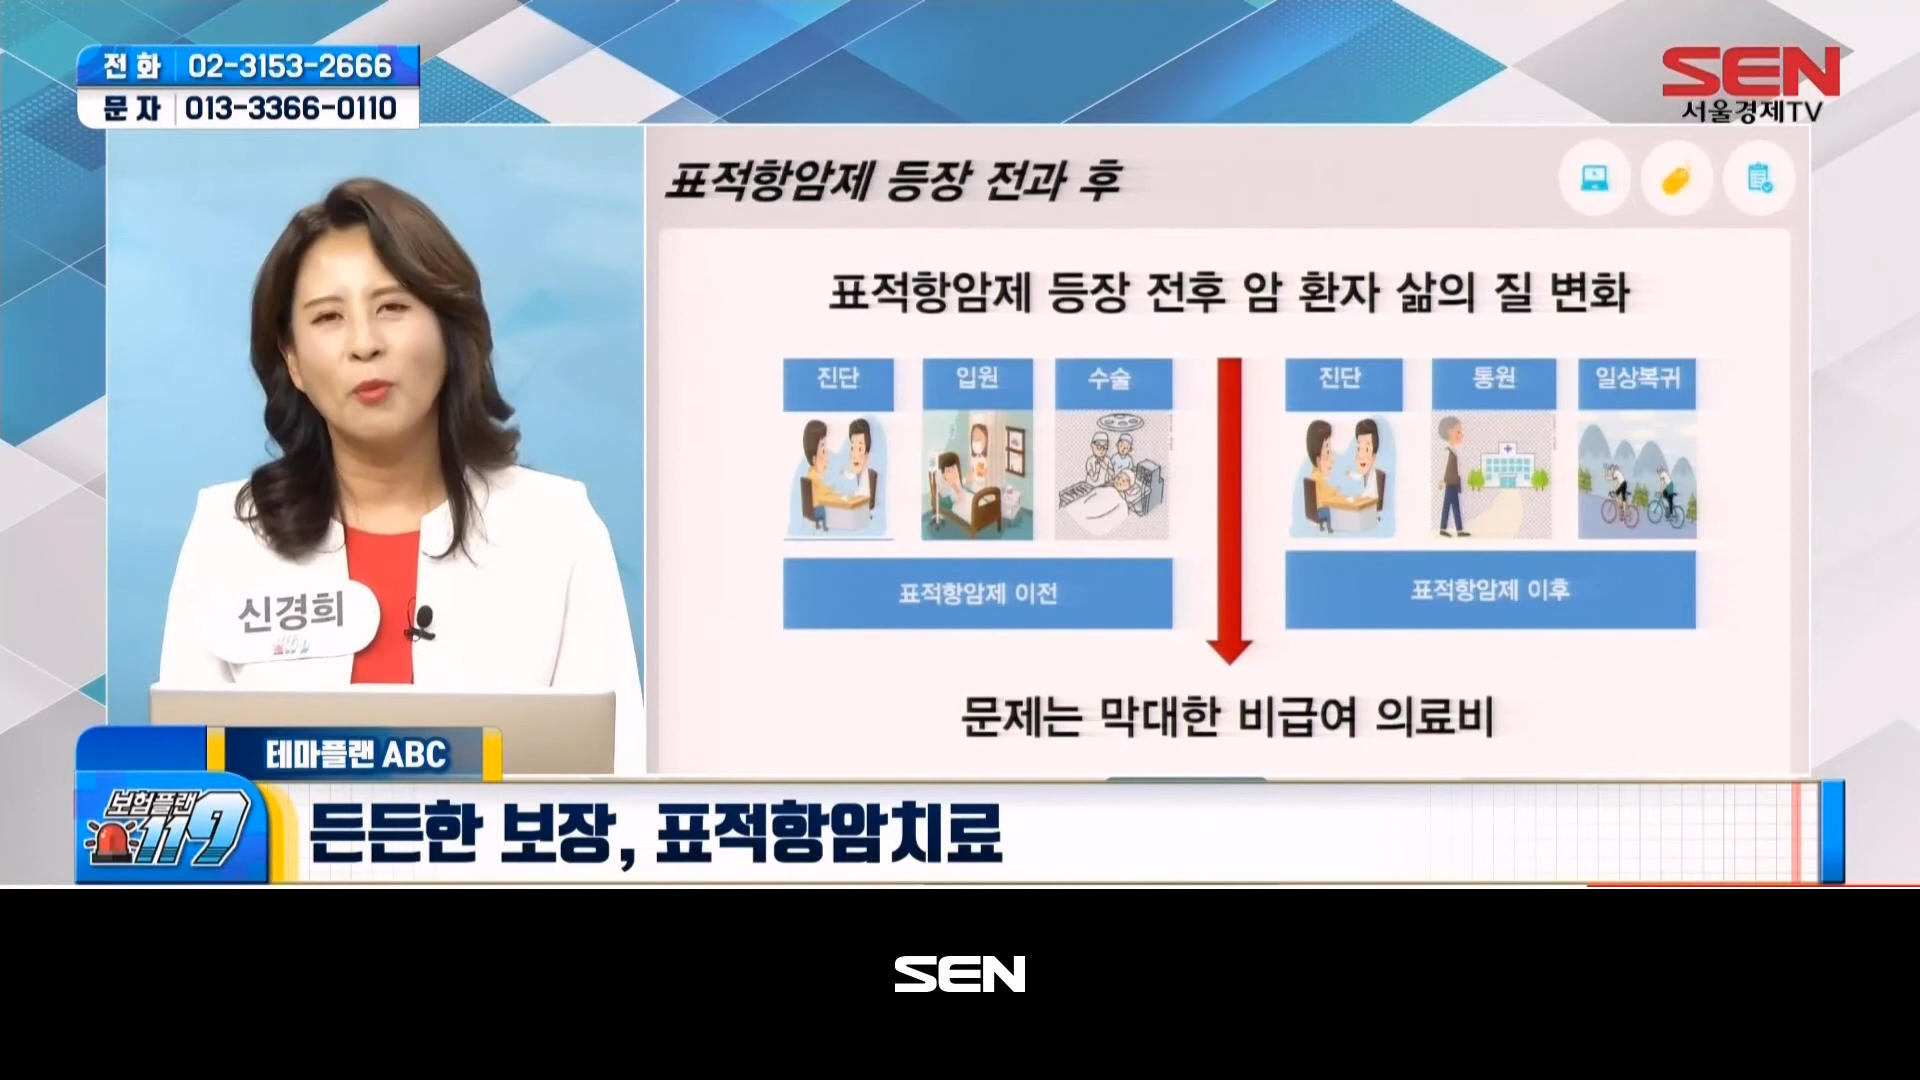 전화 02-3153-2666
문자 013-3366-0110
SEN
서울경제TV
표적항암제 등장 전과 후
표적항암제 등장 전후 암 환자 삶의 질 변화
진단 입원 수술 진단 통원 일상복귀
표적항암제 이전 표적항암제 이후
문제는 막대한 비급여 의료비
신경희
테마플랜 ABC
보험플랜
119
든든한 보장, 표적항암치료
SEN